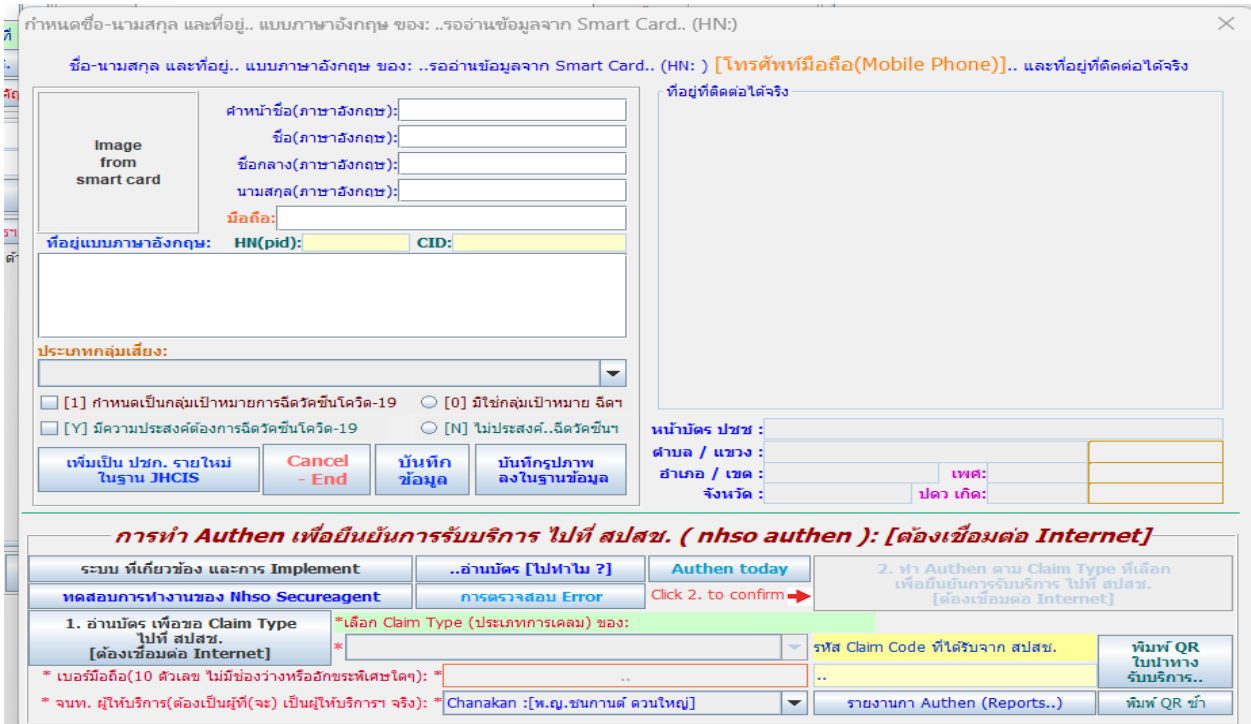 กำหนดชื่อ-นามสกุล และที่อยู่.. แบบภาษาอังกฤษ ของ: ..รออ่านข้อมูลจาก Smart Card.. (HN:)
ชื่อ-นามสกุล และที่อยู่.. แบบภาษาอังกฤษ ของ: ..รออ่านข้อมูลจาก Smart Card.. (HN: ) [โทรศัพท์มือถือ(Mobile Phone)].. และที่อยู่ที่ติดต่อได้จริง
ที่อยู่ที่ติดต่อได้จริง
Image
from
smart card
คำหน้าชื่อ(ภาษาอังกฤษ):
ชื่อ(ภาษาอังกฤษ):
ชื่อกลาง(ภาษาอังกฤษ):
นามสกุล(ภาษาอังกฤษ):
มือถือ:
ที่อยู่แบบภาษาอังกฤษ: HN(pid): CID:
ประเภทกลุ่มเสี่ยง:
[1] กำหนดเป็นกลุ่มเป้าหมายการฉีดวัคซีนโควิด-19 [0] มิใช่กลุ่มเป้าหมาย ฉีดฯ
[Y] มีความประสงค์ต้องการฉีดวัคซีนโควิด-19 [N] ไม่ประสงค์..ฉีดวัคซีนฯ
เพิ่มเป็น ปชก. รายใหม่
ในฐาน JHCIS
Cancel
- End
บันทึก
ข้อมูล
บันทึกรูปภาพ
ลงในฐานข้อมูล
หน้าบัตร ปชช :
ตำบล / แขวง :
อำเภอ / เขต : เพศ:
จังหวัด : ปดว เกิด:
การทำ Authen เพื่อยืนยันการรับบริการ ไปที่ สปสช. ( nhso authen ): [ต้องเชื่อมต่อ Internet]
ระบบ ที่เกี่ยวข้อง และการ Implement
..อ่านบัตร [ไปทำไม ?]
Authen today
2. ทำ Authen ตาม Claim Type ที่เลือก
เพื่อยืนยันการรับบริการ ไปที่ สปสช.
[ต้องเชื่อมต่อ Internet]
ทดสอบการทำงานของ Nhso Secureagent
การตรวจสอบ Error
Click 2. to confirm
1. อ่านบัตร เพื่อขอ Claim Type
ไปที่ สปสช.
[ต้องเชื่อมต่อ Internet]
*เลือก Claim Type (ประเภทการเคลม) ของ:
*
รหัส Claim Code ที่ได้รับจาก สปสช.
พิมพ์ QR
ใบนำทาง
รับบริการ..
* เบอร์มือถือ(10 ตัวเลข ไม่มีช่องว่างหรืออักขระพิเศษใดๆ): * .. ..
* จนท. ผู้ให้บริการ(ต้องเป็นผู้ที่(จะ) เป็นผู้ให้บริการฯ จริง): * Chanakan :[พ.ญ.ชนกานต์ ดวนใหญ่]
รายงานกา Authen (Reports..)
พิมพ์ QR ซ้ำ